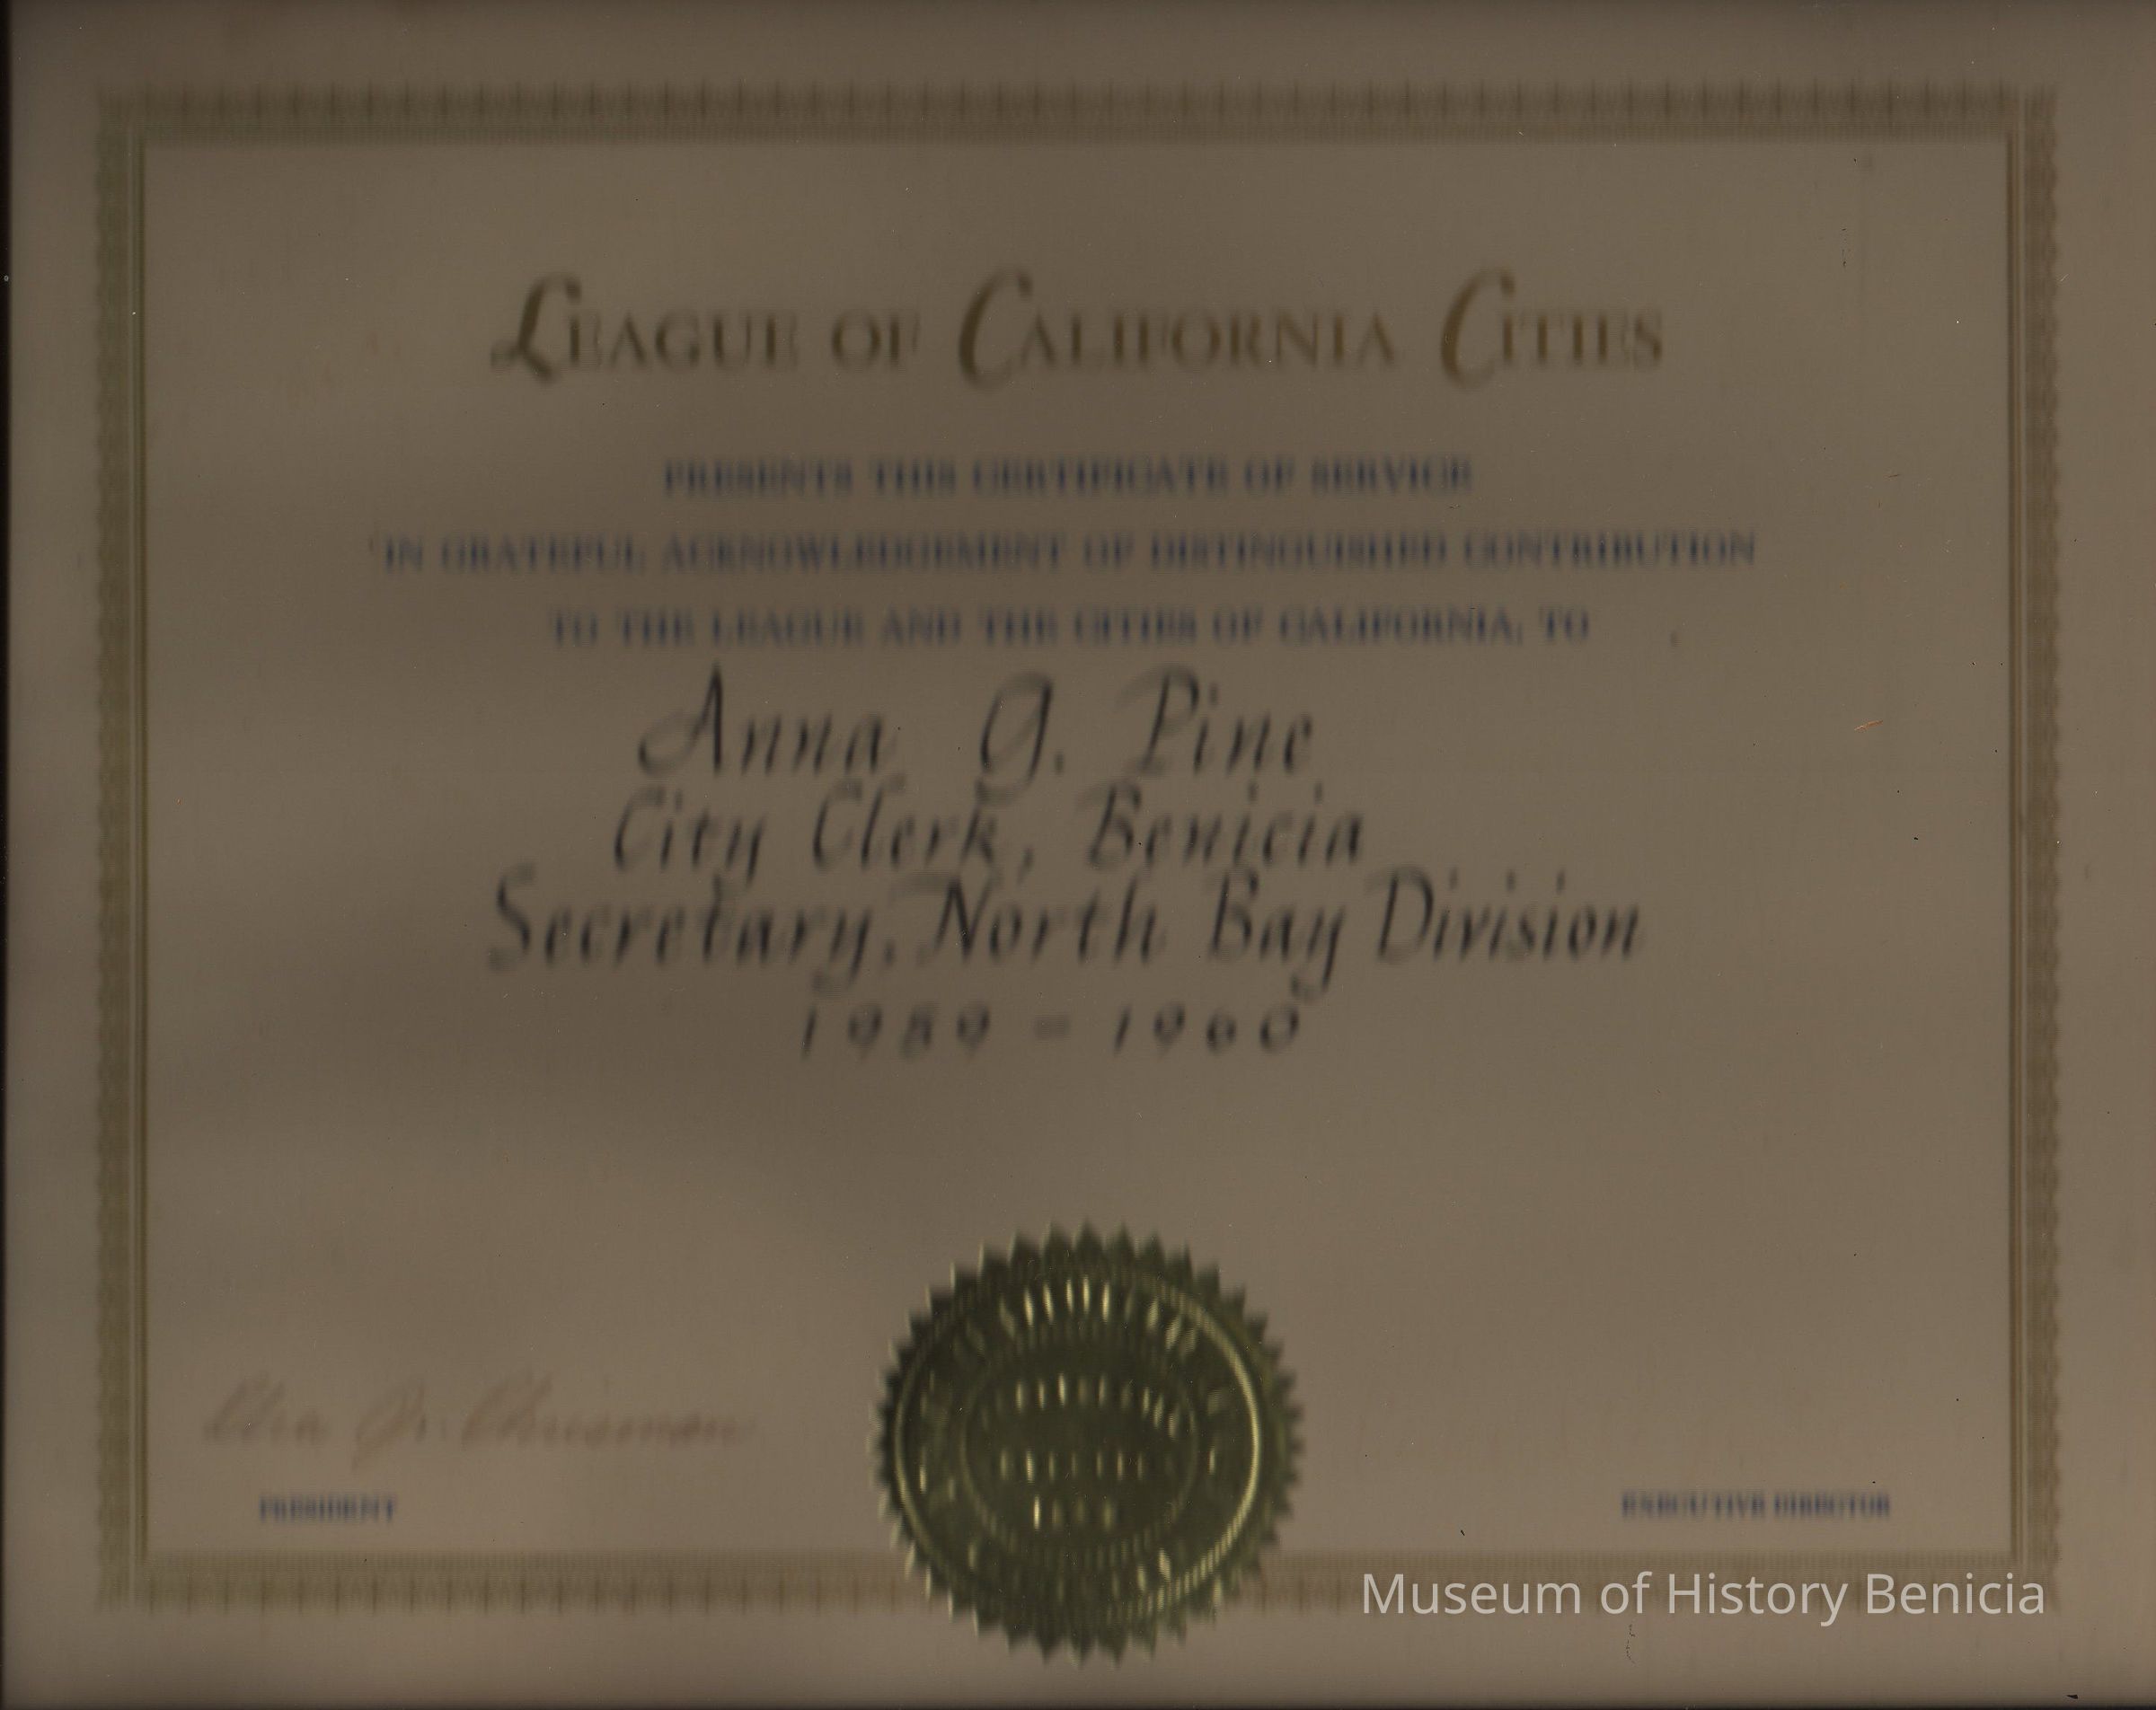 LEAGUE OF CALIFORNIA CITIES
PRESENTS THIS CERTIFICATE OF SERVICE
IN GRATEFUL ACKNOWLEDGEMENT OF DISTINGUISHED CONTRIBUTION
TO THE LEAGUE AND THE CITIES OF CALIFORNIA, TO
Anna G. Pine
City Clerk, Benicia
Secretary, North Bay Division
1959 - 1960
PRESIDENT
EXECUTIVE DIRECTOR
Museum of History Benicia